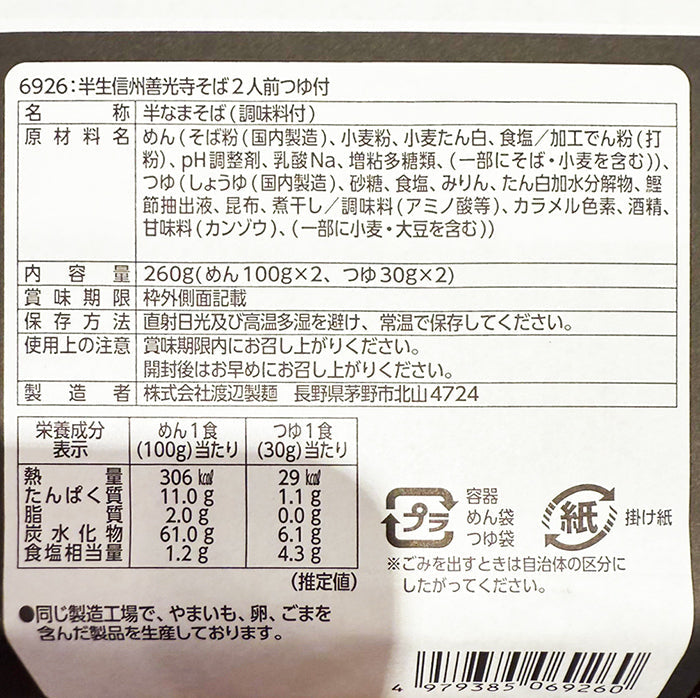 6926:半生信州善光寺そば2人前つゆ付
名称 半なまそば(調味料付)
原材料名 めん(そば粉(国内製造)、小麦粉、小麦たん白、食塩/加工でん粉(打
粉)、pH調整剤、乳酸Na、増粘多糖類、(一部にそば・小麦を含む))、
つゆ(しょうゆ(国内製造)、砂糖、食塩、みりん、たん白加水分解物、鰹
節抽出液、昆布、煮干し/調味料(アミノ酸等)、カラメル色素、酒精、
甘味料(カンゾウ)、(一部に小麦・大豆を含む))
内容量 260g(めん100g×2、つゆ30g×2)
賞味期限 枠外側面記載
保存方法 直射日光及び高温多湿を避け、常温で保存してください。
使用上の注意 賞味期限内にお召し上がりください。
開封後はお早めにお召し上がりください。
製造者 株式会社渡辺製麺 長野県茅野市北山4724
栄養成分 めん1食 つゆ1食
表示 (100g)当たり (30g)当たり
熱量 306㎉ 29㎉
たんぱく質 11.0g 1.1g
脂質 2.0g 0.0g
炭水化物 61.0g 6.1g
食塩相当量 1.2g 4.3g
(推定値)
プラ
容器
めん袋
つゆ袋
紙
掛け紙
※ごみを出すときは自治体の区分に
したがってください。
●同じ製造工場で、やまいも、卵、ごまを
含んだ製品を生産しております。
4 979385 069260